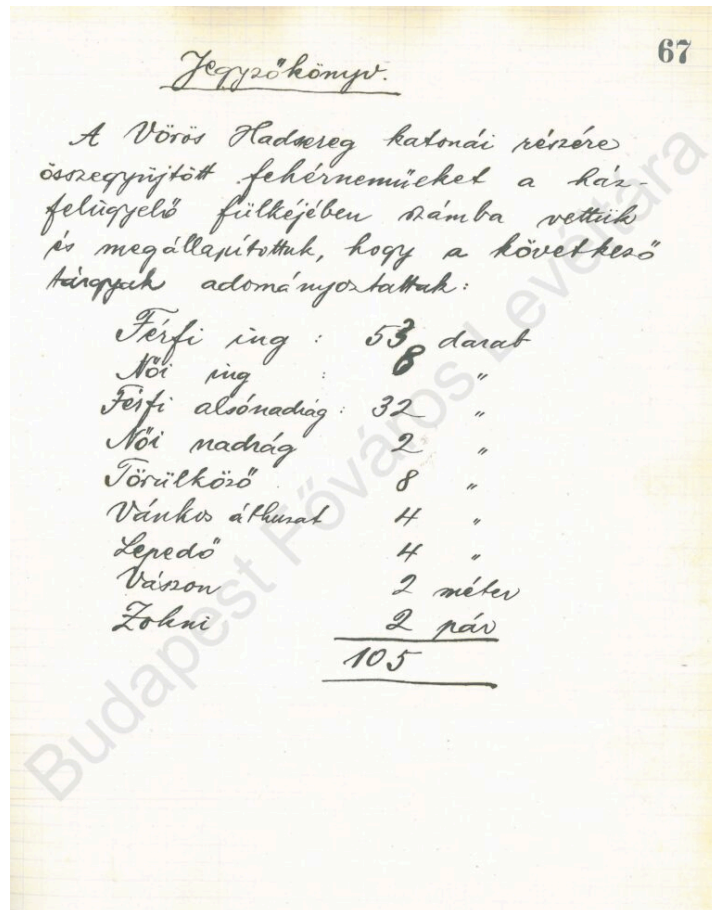 67
Jegyzőkönyv.
A Vörös Hadsereg katonái részére
összegyűjtött fehérneműeket a ház-
felügyelő fülkéjében számba vettük
és megállapítottuk, hogy a következő
tárgyak adományoztattak:
Férfi ing : 53 darab
Női ing : 8 "
Férfi alsónadrág: 32 "
Női nadrág 2 "
Törülköző 8 "
Vánkos áthuzat 4 "
Lepedő 4 "
Vászon 2 méter
Zokni 2 pár
105
Budapest Főváros Levéltára